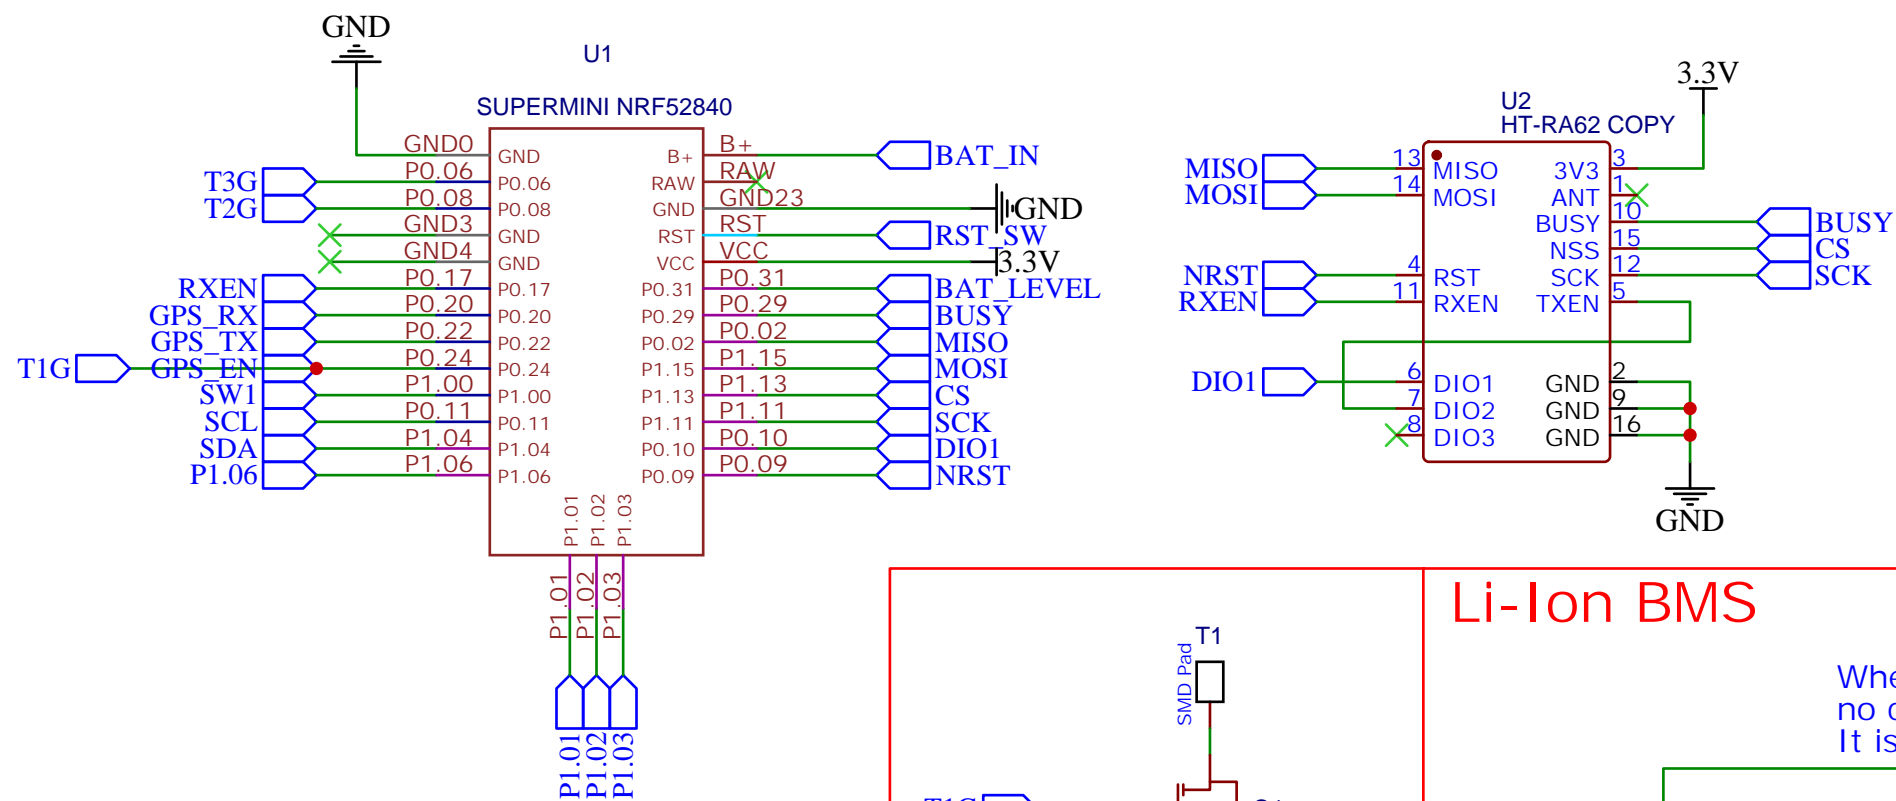 GND
U1
SUPERMINI NRF52840
GND0
GND
P0.06
P0.06
P0.08
P0.08
GND3
GND
GND4
GND
P0.17
P0.17
P0.20
P0.20
P0.22
P0.22
P0.24
P0.24
P1.00
P1.00
P0.11
P0.11
P1.04
P1.04
P1.06
P1.06
T3G
T2G
RXEN
GPS_RX
GPS_TX
T1G
GPS_EN
SW1
SCL
SDA
P1.06
B+
B+
RAW
RAW
GND
GND23
RST
RST
VCC
VCC
P0.31
P0.31
P0.29
P0.29
P0.02
P0.02
P1.15
P1.15
P1.13
P1.13
P1.11
P1.11
P0.10
P0.10
P0.09
P0.09
BAT_IN
GND
RST_SW
3.3V
BAT_LEVEL
BUSY
MISO
MOSI
CS
SCK
DIO1
NRST
P1.01
P1.02
P1.03
P1.01
P1.02
P1.03
P1.01
P1.02
P1.03
U2
HT-RA62 COPY
3.3V
MISO
MOSI
NRST
RXEN
DIO1
13
14
4
11
6
7
8
MISO
MOSI
RST
RXEN
DIO1
DIO2
DIO3
3V3
ANT
BUSY
NSS
SCK
TXEN
GND
GND
GND
3
1
10
15
12
5
2
9
16
BUSY
CS
SCK
GND
Li-Ion BMS
T1
SMD Pad
T1G
no
It is